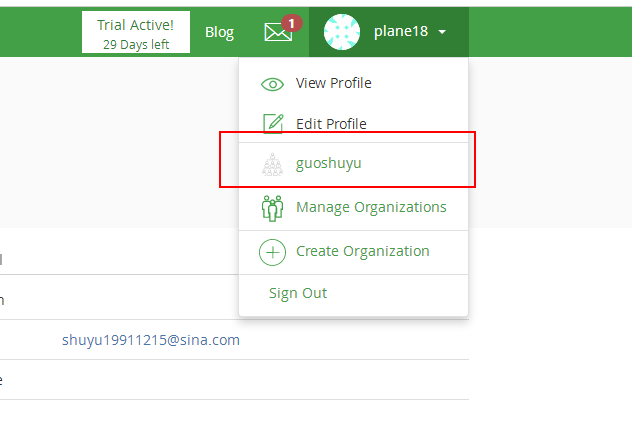 Trial Active!
29 Days left
Blog
1
plane18
View Profile
Edit Profile
guoshuyu
Manage Organizations
Create Organization
Sign Out
shuyu19911215@sina.com